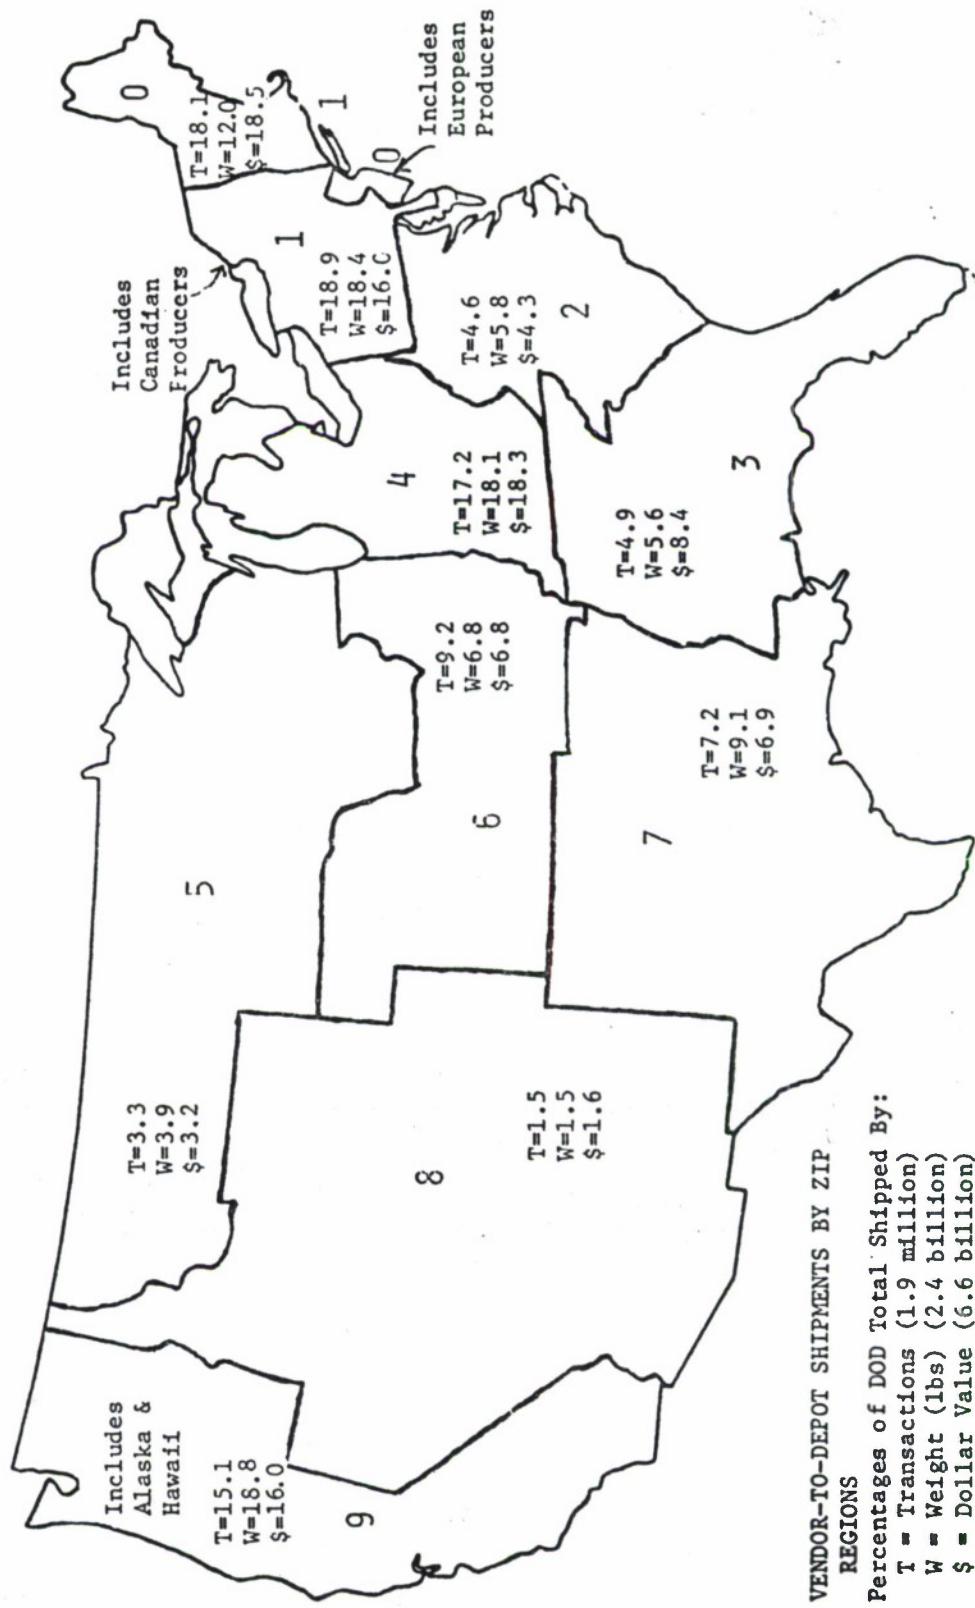 Includes
Alaska &
Hawaii
T=15.1
W=18.8
$=16.0
9
T=3.3
W=3.9
$=3.2
5
8
T=1.5
W=1.5
$=1.6
6
T=9.2
W=6.8
$=6.8
7
T=7.2
W=9.1
$=6.9
4
T=17.2
W=18.1
$=18.3
3
T=4.9
W=5.6
$=8.4
T=4.6
W=5.8
$=4.3
2
Includes
Canadian
Producers
1
T=18.9
W=18.4
$=16.0
0
T=18.1
W=12.0
$=18.5
1
0
Includes
European
Producers
VENDOR-TO-DEPOT SHIPMENTS BY ZIP
REGIONS
Percentages of DOD Total Shipped By:
T = Transactions (1.9 million)
W = Weight (lbs) (2.4 billion)
$ = Dollar Value (6.6 billion)